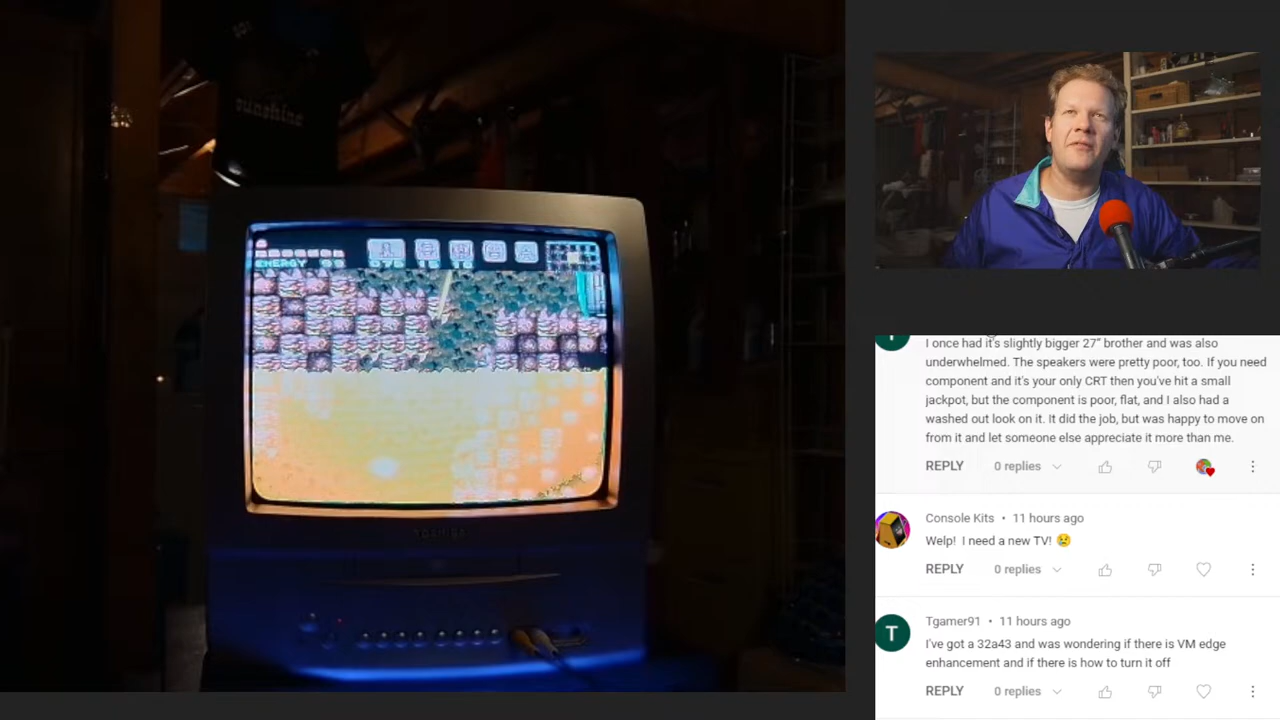 sunshine
ENERGY 99
TOSHIBA
I once had it's slightly bigger 27" brother and was also
underwhelmed. The speakers were pretty poor, too. If you need
component and it's your only CRT then you've hit a small
jackpot, but the component is poor, flat, and I also had a
washed out look on it. It did the job, but was happy to move on
from it and let someone else appreciate it more than me.
REPLY 0 replies
Console Kits • 11 hours ago
Welp! I need a new TV! 😢
REPLY 0 replies
T
Tgamer91 • 11 hours ago
I've got a 32a43 and was wondering if there is VM edge
enhancement and if there is how to turn it off
REPLY 0 replies